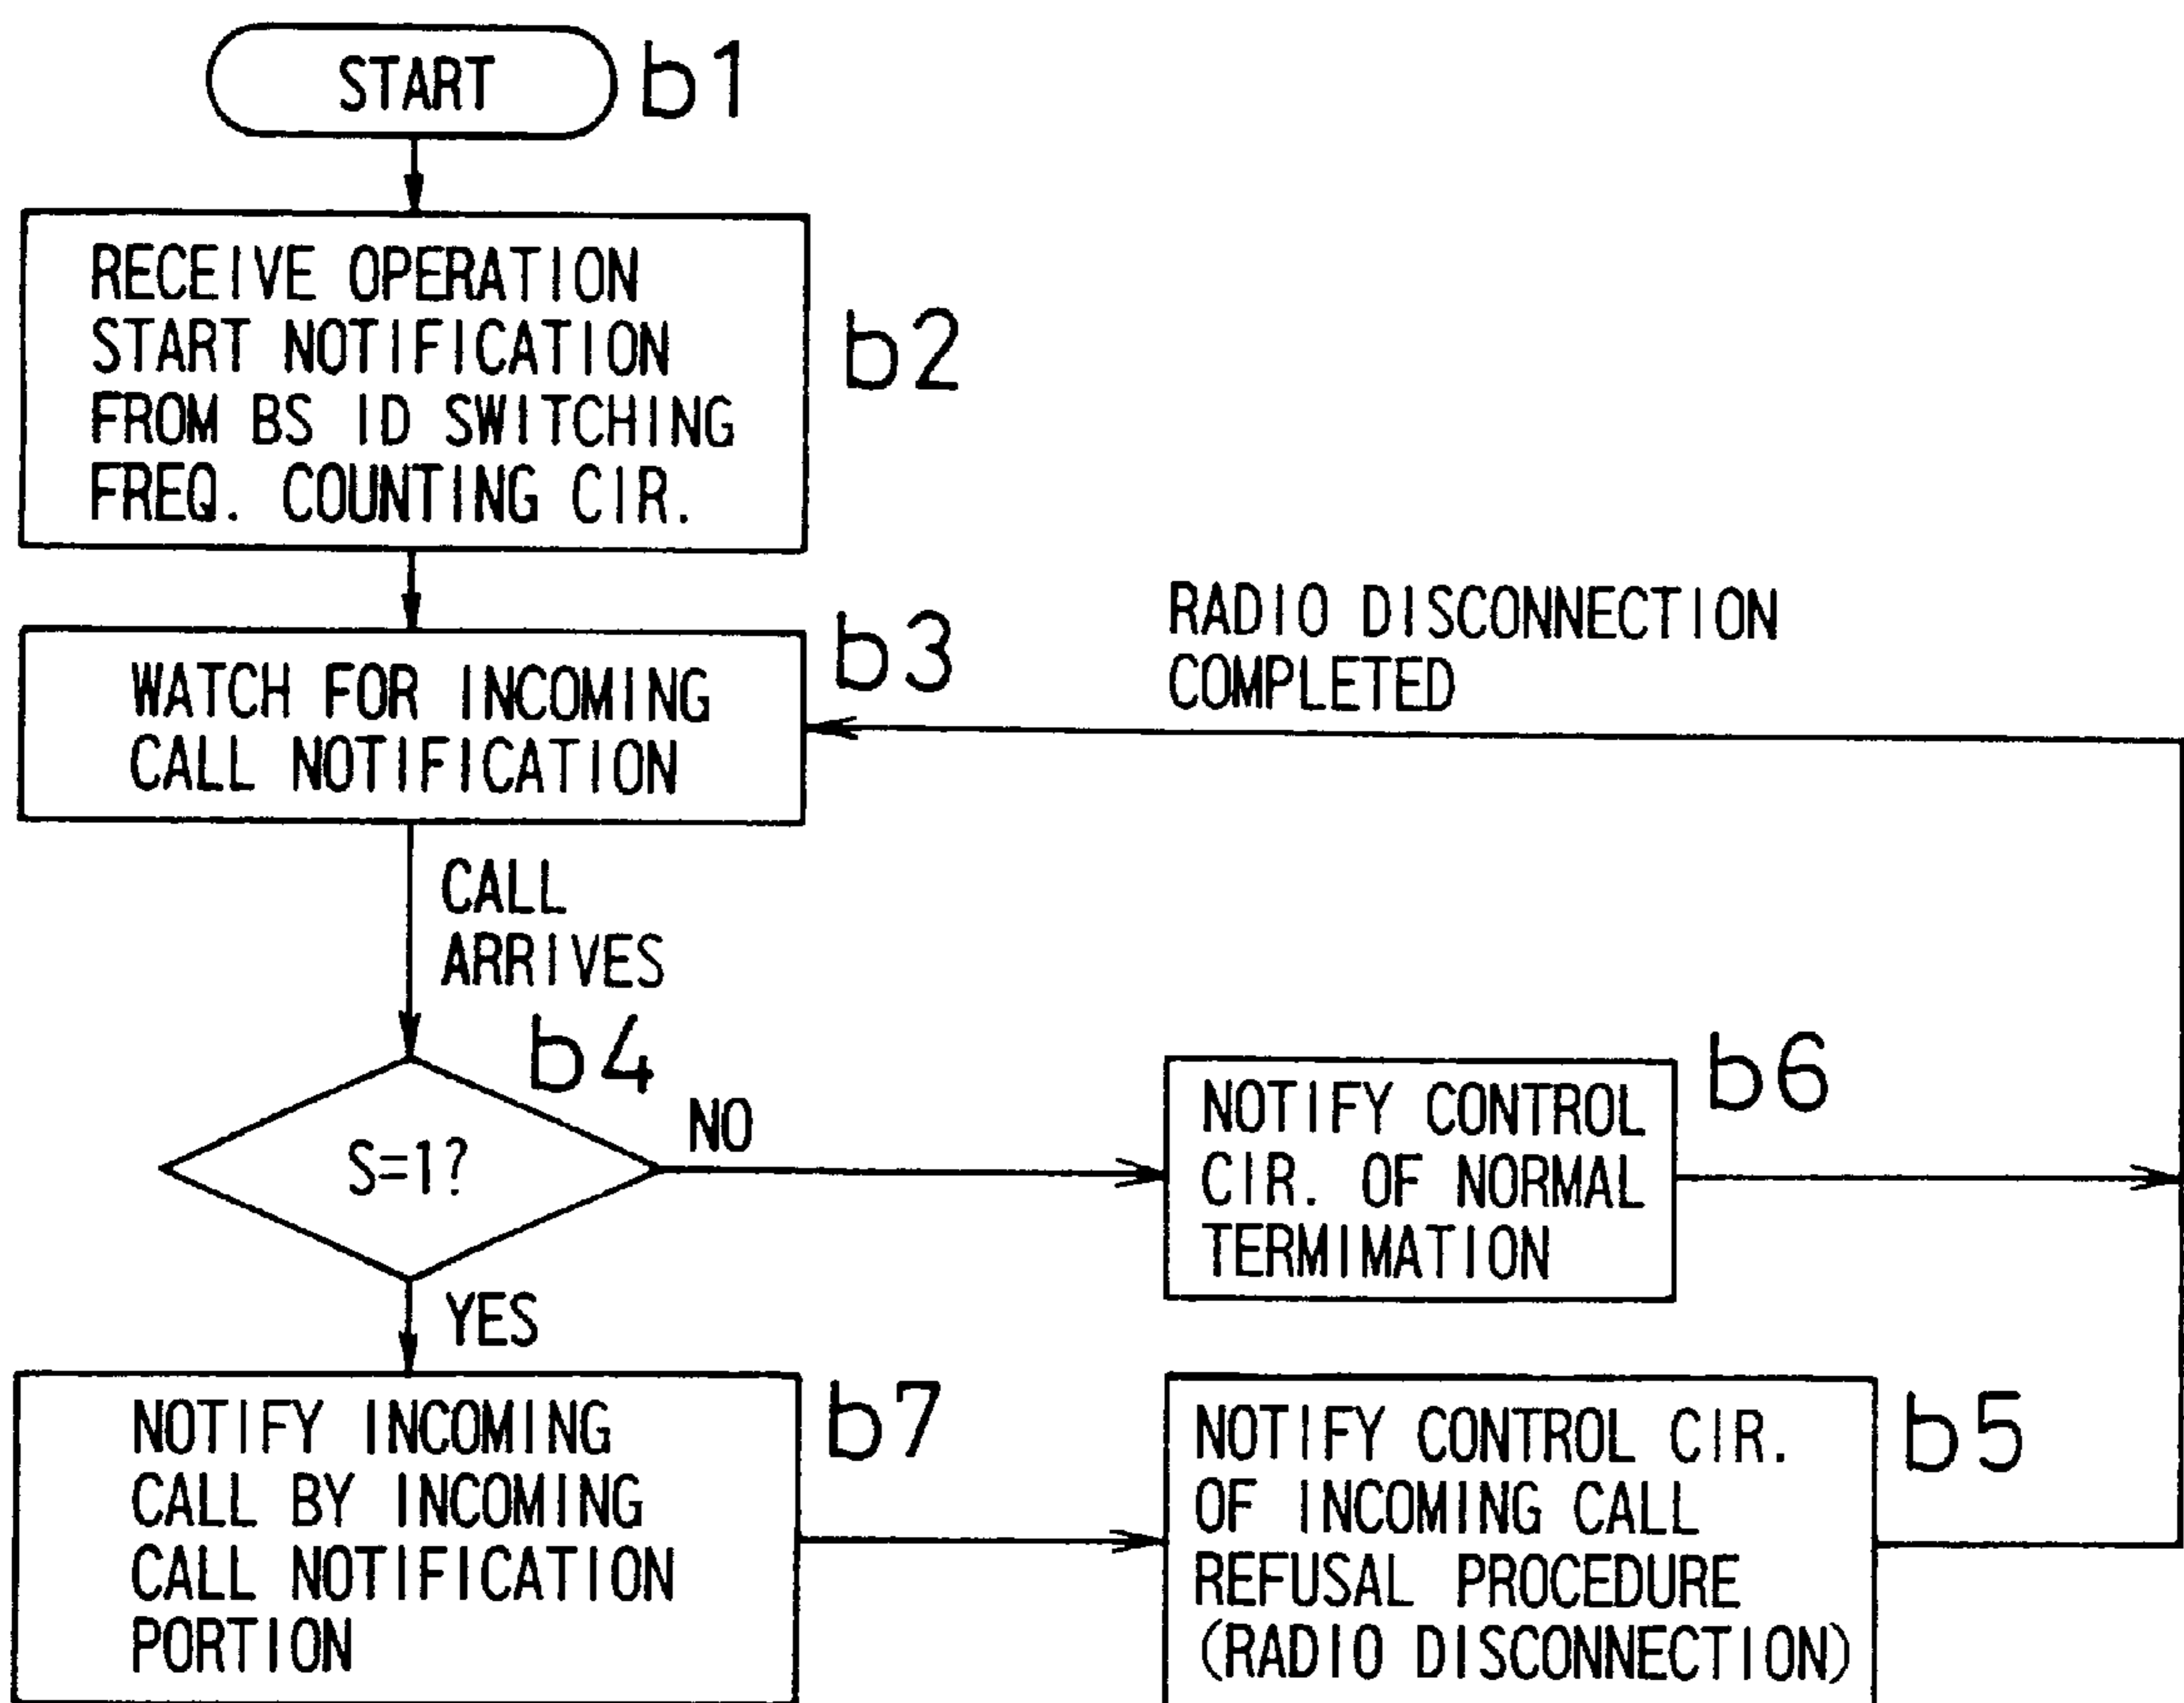 START
b1
RECEIVE OPERATION
START NOTIFICATION
FROM BS ID SWITCHING
FREQ. COUNTING CIR.
b2
WATCH FOR INCOMING
CALL NOTIFICATION
b3
RADIO DISCONNECTION
COMPLETED
CALL
ARRIVES
b4
S=1?
NO
YES
NOTIFY CONTROL
CIR. OF NORMAL
TERMIMATION
b6
NOTIFY INCOMING
CALL BY INCOMING
CALL NOTIFICATION
PORTION
b7
NOTIFY CONTROL CIR.
OF INCOMING CALL
REFUSAL PROCEDURE
(RADIO DISCONNECTION)
b5